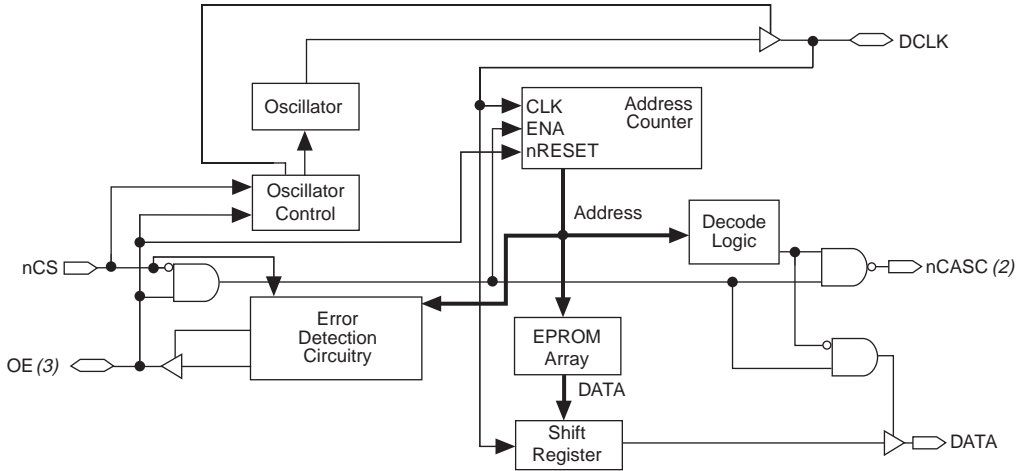 DCLK
Oscillator
CLK
ENA
nRESET
Address
Counter
Oscillator
Control
Address
Decode
Logic
nCS
nCASC (2)
Error
Detection
Circuitry
EPROM
Array
OE (3)
DATA
Shift
Register
DATA